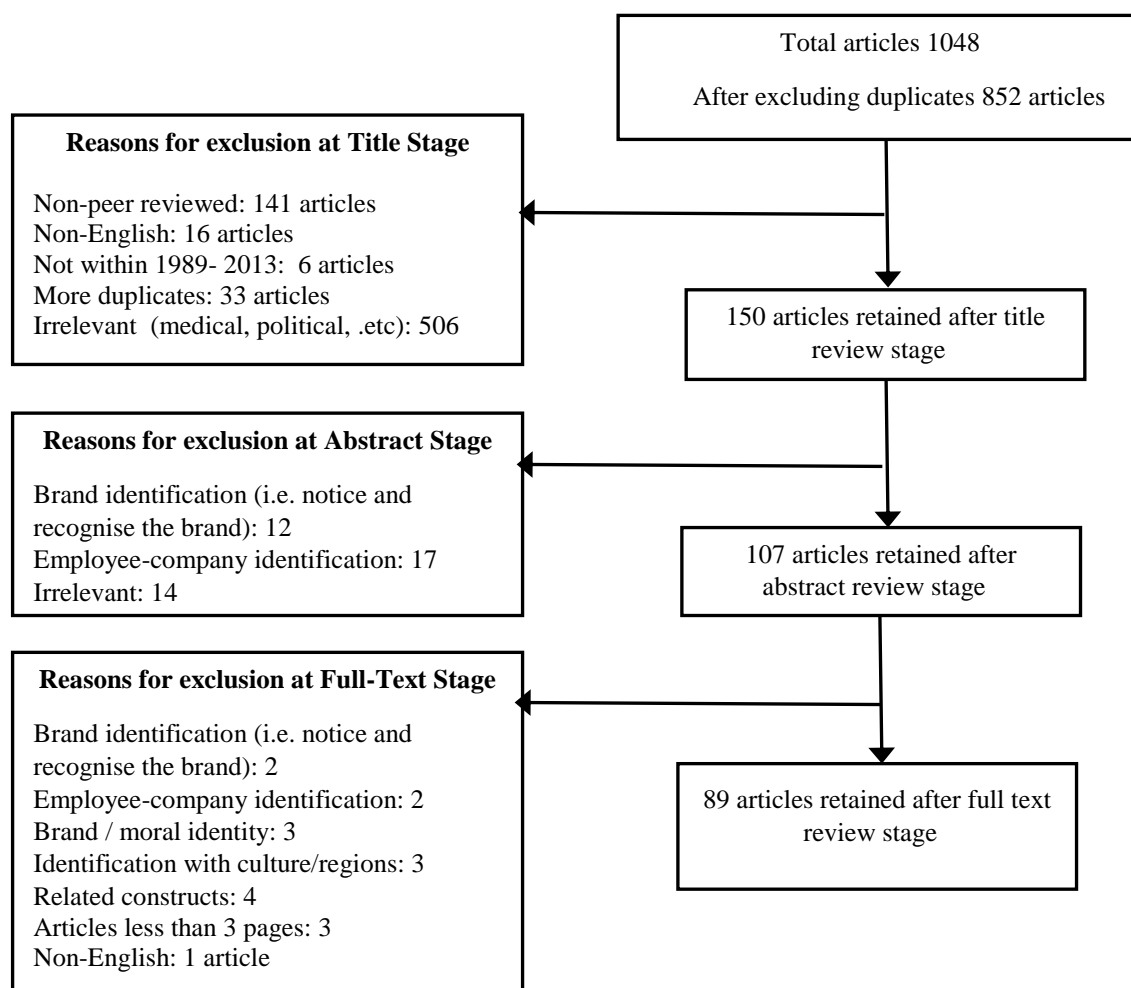 Total articles 1048
After excluding duplicates 852 articles
Reasons for exclusion at Title Stage
Non-peer reviewed: 141 articles
Non-English: 16 articles
Not within 1989- 2013:  6 articles
More duplicates: 33 articles
Irrelevant  (medical, political, .etc): 506
150 articles retained after title
review stage
Reasons for exclusion at Abstract Stage
Brand identification (i.e. notice and
recognise the brand): 12
Employee-company identification: 17
Irrelevant: 14
107 articles retained after
abstract review stage
Reasons for exclusion at Full-Text Stage
Brand identification (i.e. notice and
recognise the brand): 2
Employee-company identification: 2
Brand / moral identity: 3
Identification with culture/regions: 3
Related constructs: 4
Articles less than 3 pages: 3
Non-English: 1 article
89 articles retained after full text
review stage